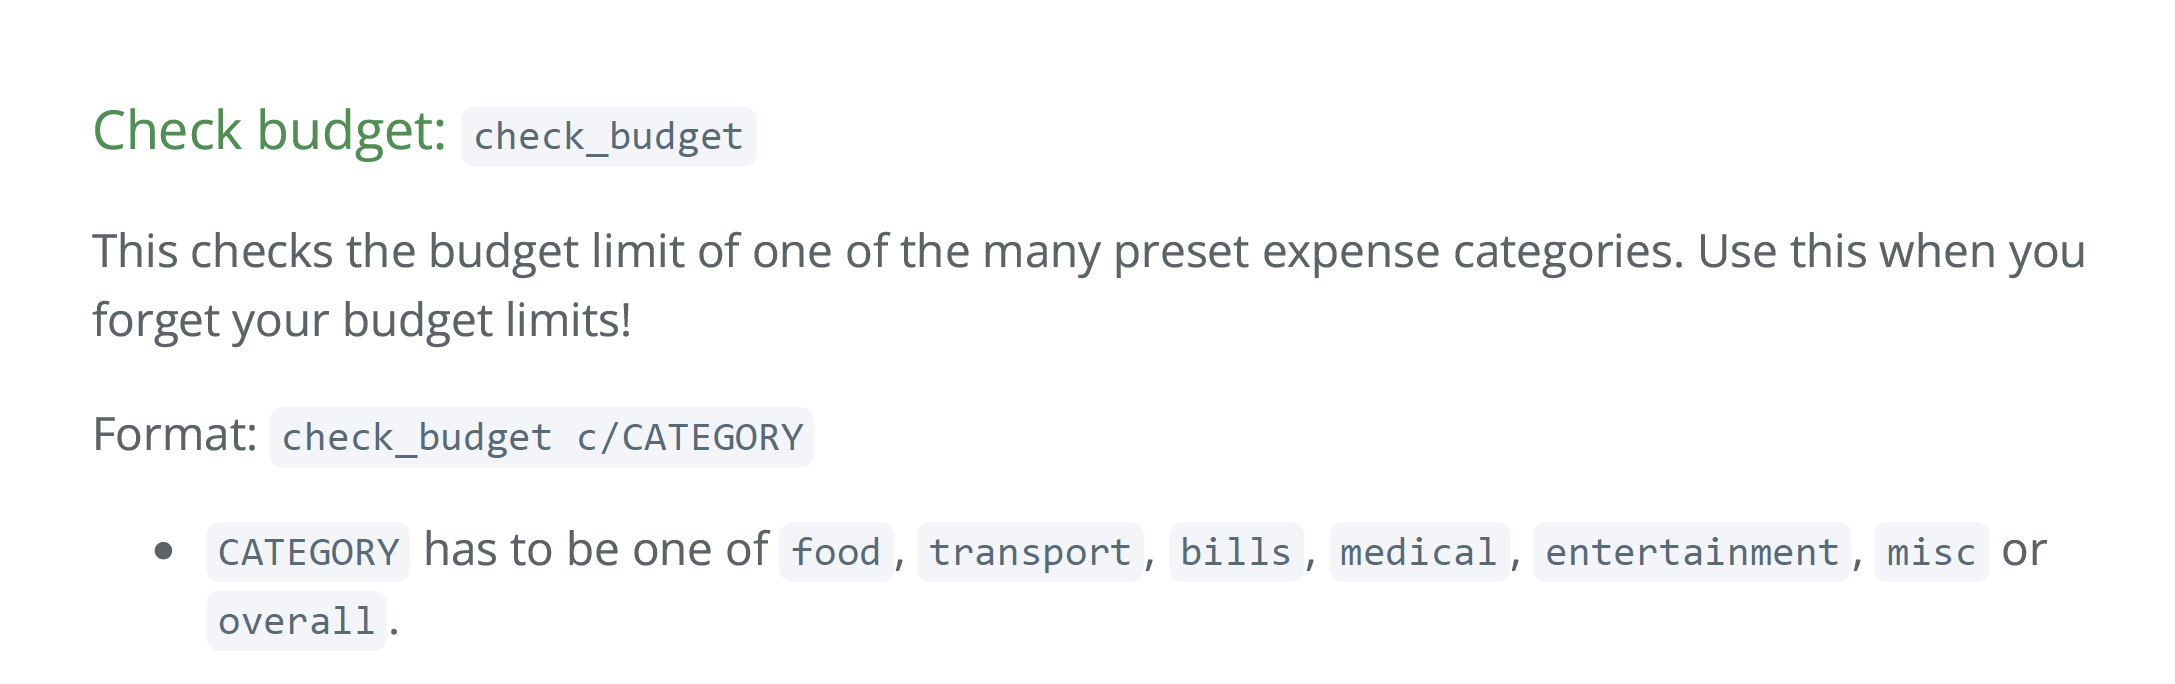 Check budget: check_budget
This checks the budget limit of one of the many preset expense categories. Use this when you
forget your budget limits!
Format: check_budget c/CATEGORY
• CATEGORY has to be one of food, transport, bills, medical, entertainment, misc or
overall.